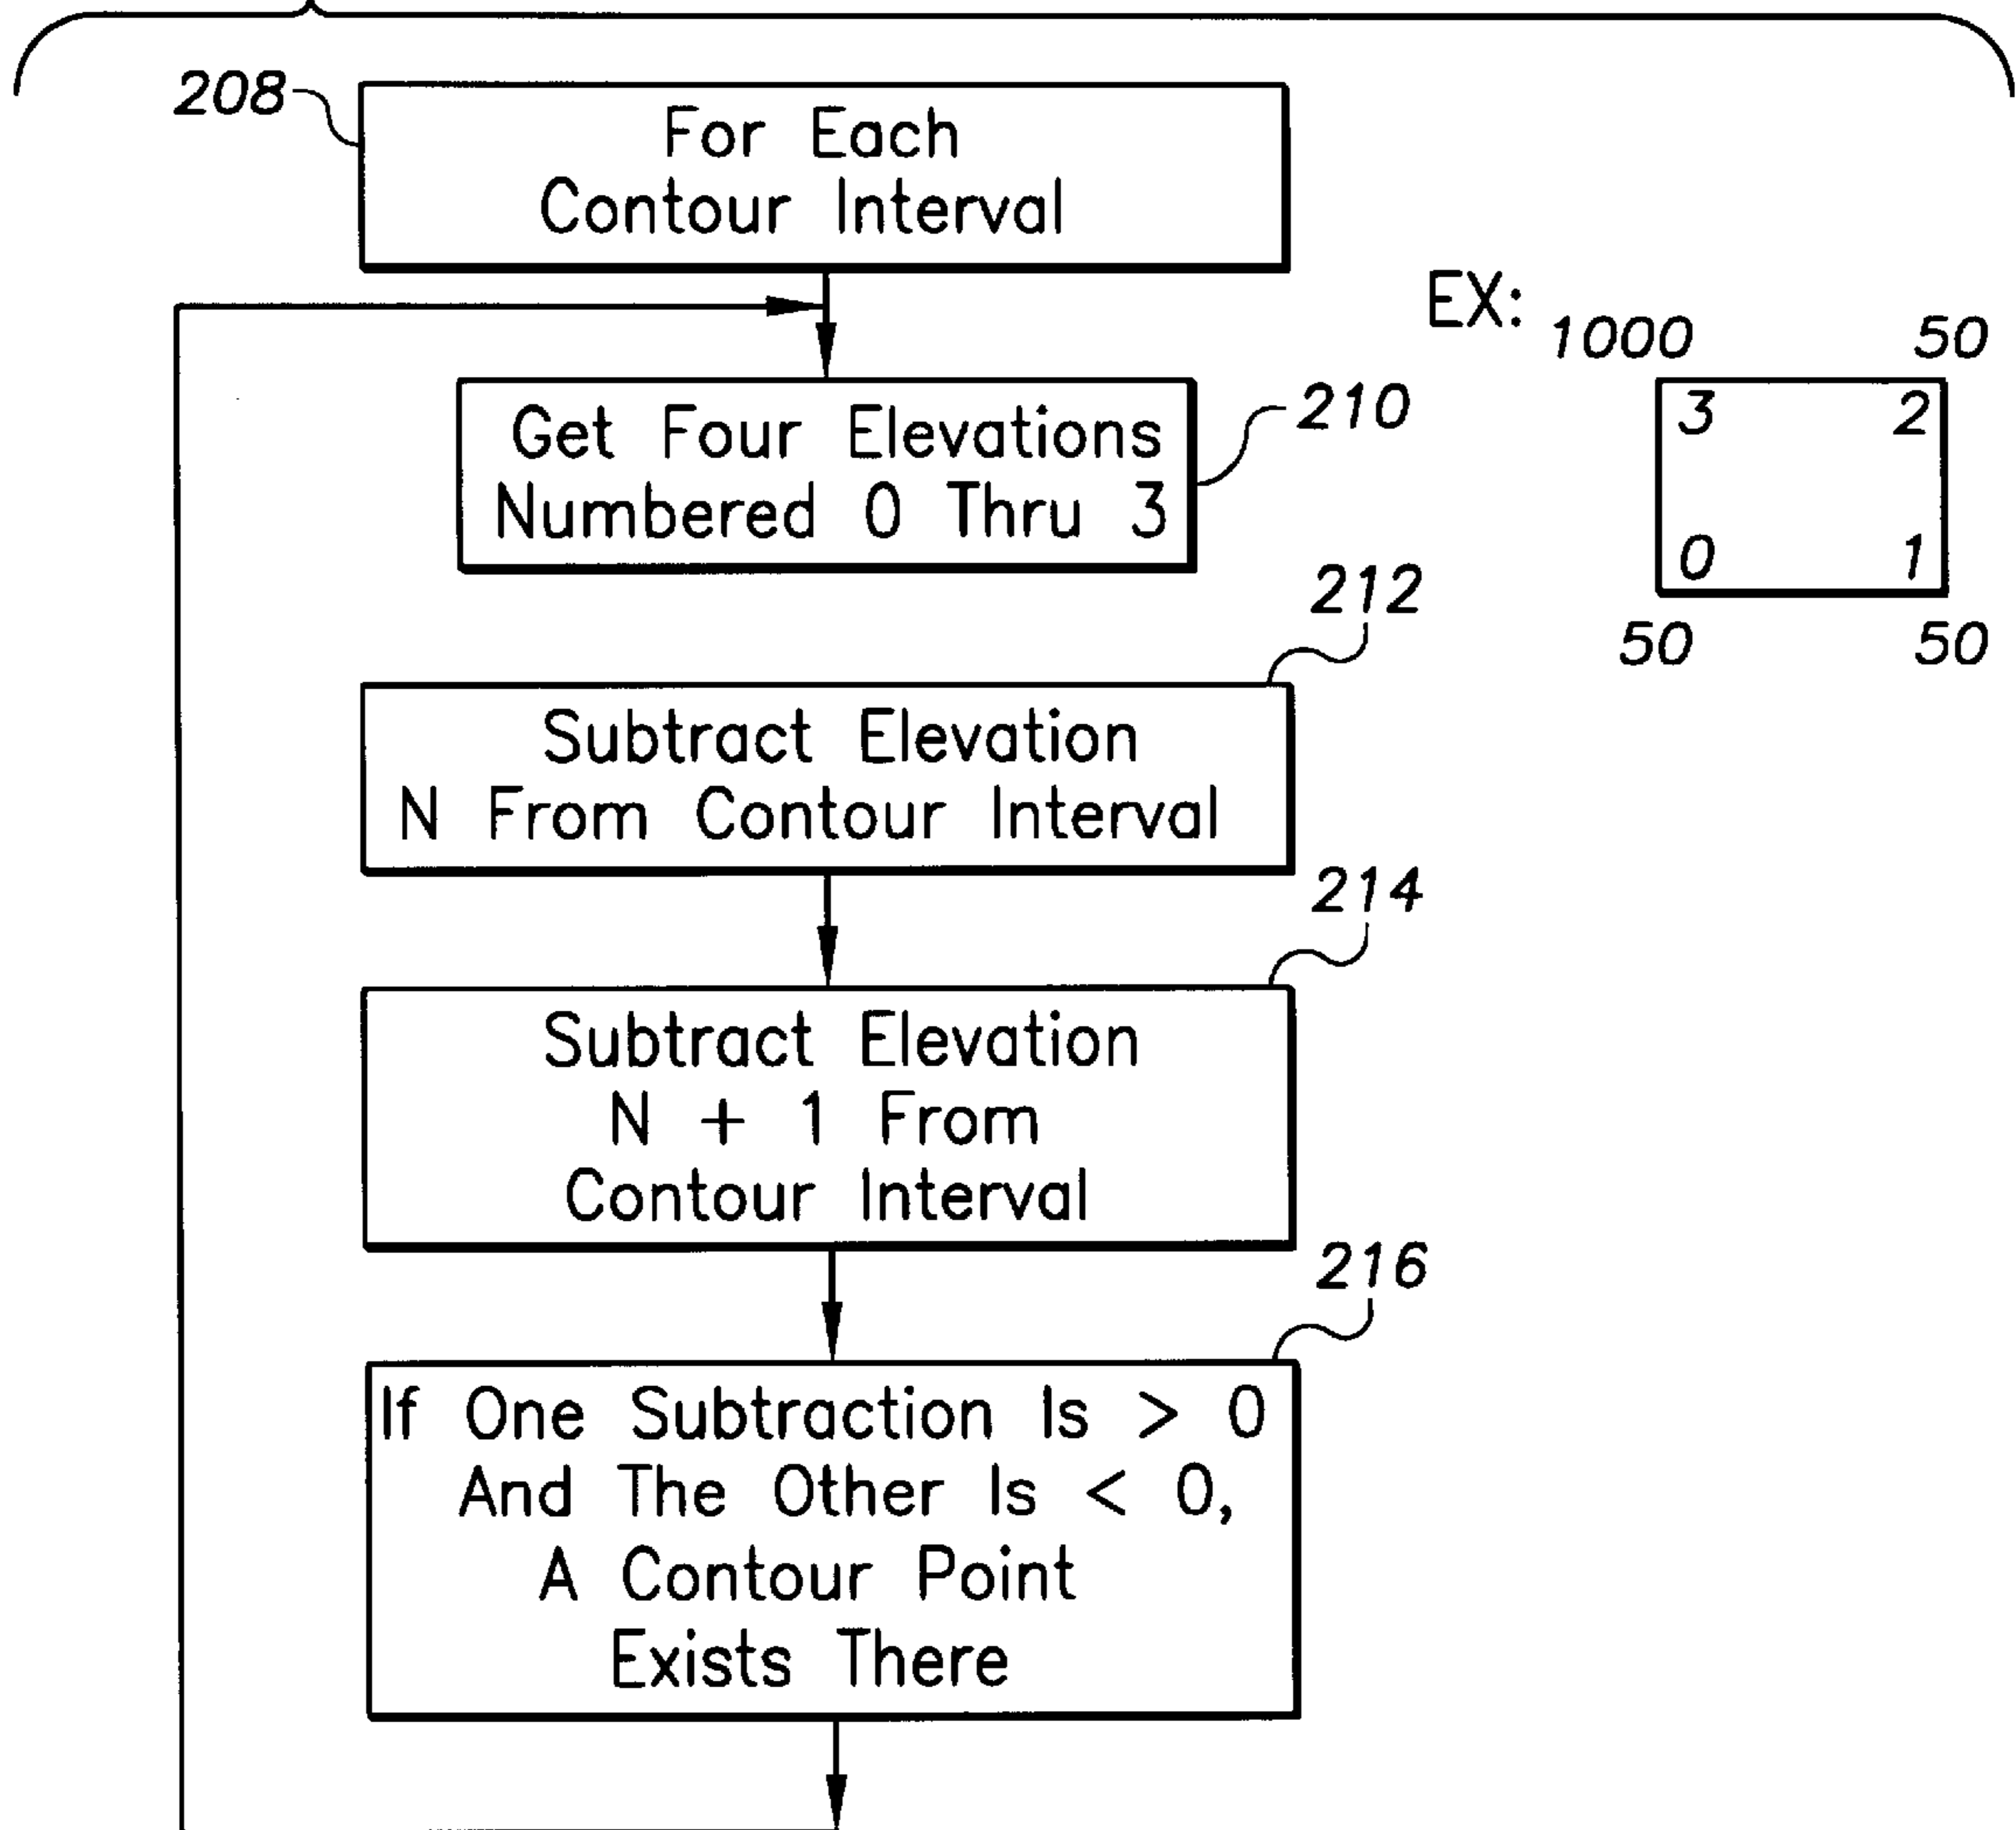 208
For Each
Contour Interval
EX:
1000 50
3 2
0 1
50 50
Get Four Elevations
Numbered 0 Thru 3
210
212
Subtract Elevation
N From Contour Interval
214
Subtract Elevation
N + 1 From
Contour Interval
216
If One Subtraction Is > 0
And The Other Is < 0,
A Contour Point
Exists There